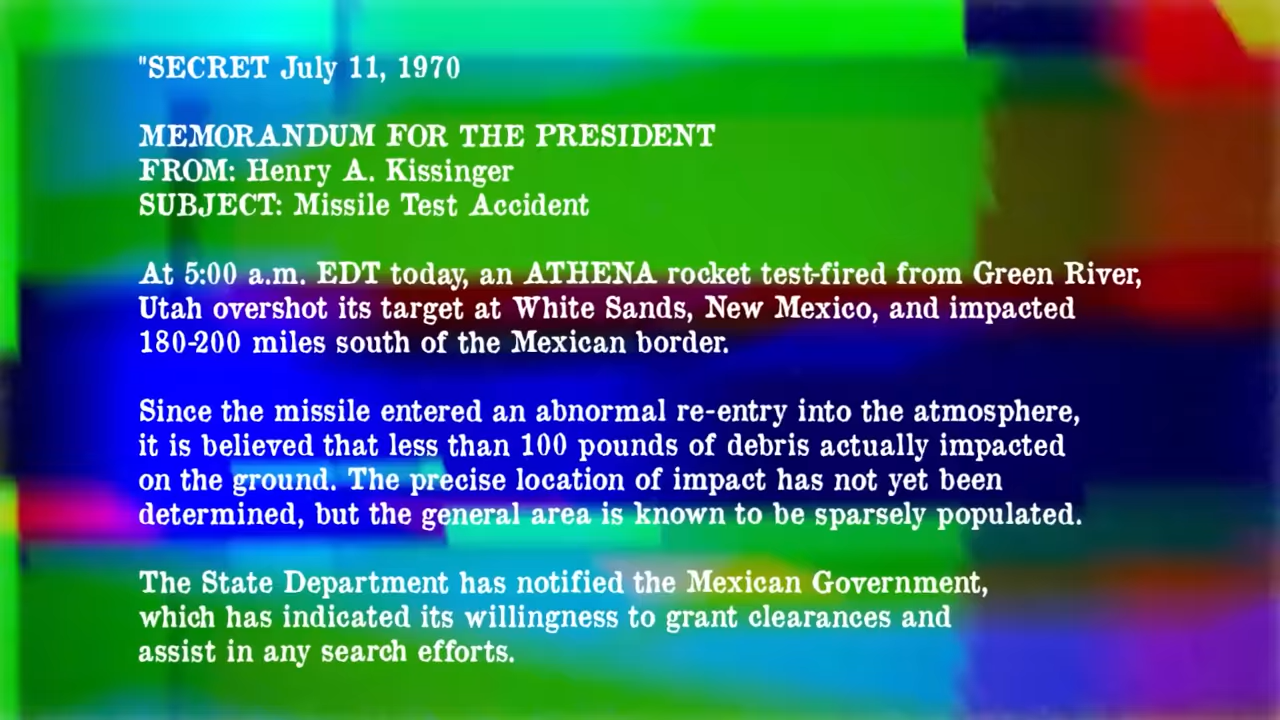 "SECRET July 11, 1970
MEMORANDUM FOR THE PRESIDENT
FROM: Henry A. Kissinger
SUBJECT: Missile Test Accident
At 5:00 a.m. EDT today, an ATHENA rocket test-fired from Green River,
Utah overshot its target at White Sands, New Mexico, and impacted
180-200 miles south of the Mexican border.
Since the missile entered an abnormal re-entry into the atmosphere,
it is believed that less than 100 pounds of debris actually impacted
on the ground. The precise location of impact has not yet been
determined, but the general area is known to be sparsely populated.
The State Department has notified the Mexican Government,
which has indicated its willingness to grant clearances and
assist in any search efforts.